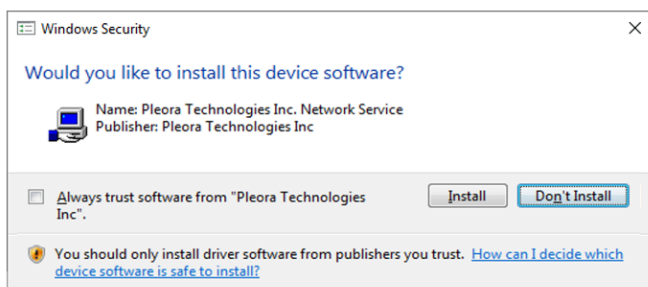 Windows Security
Would you like to install this device software?
Name: Pleora Technologies Inc. Network Service
Publisher: Pleora Technologies Inc
Always trust software from "Pleora Technologies
Inc".
Install
Don't Install
You should only install driver software from publishers you trust. How can I decide which
device software is safe to install?